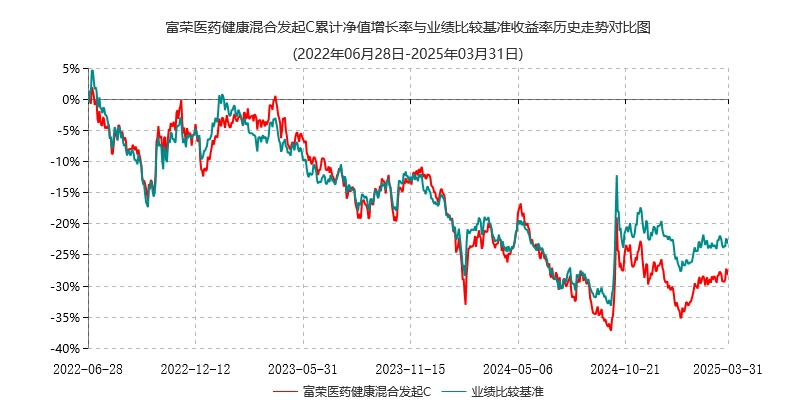 富荣医药健康混合发起C累计净值增长率与业绩比较基准收益率历史走势对比图
(2022年06月28日-2025年03月31日)
5%
0%
-5%
-10%
-15%
-20%
-25%
-30%
-35%
-40%
2022-06-28 2022-12-12 2023-05-31 2023-11-15 2024-05-06 2024-10-21 2025-03-31
富荣医药健康混合发起C 业绩比较基准